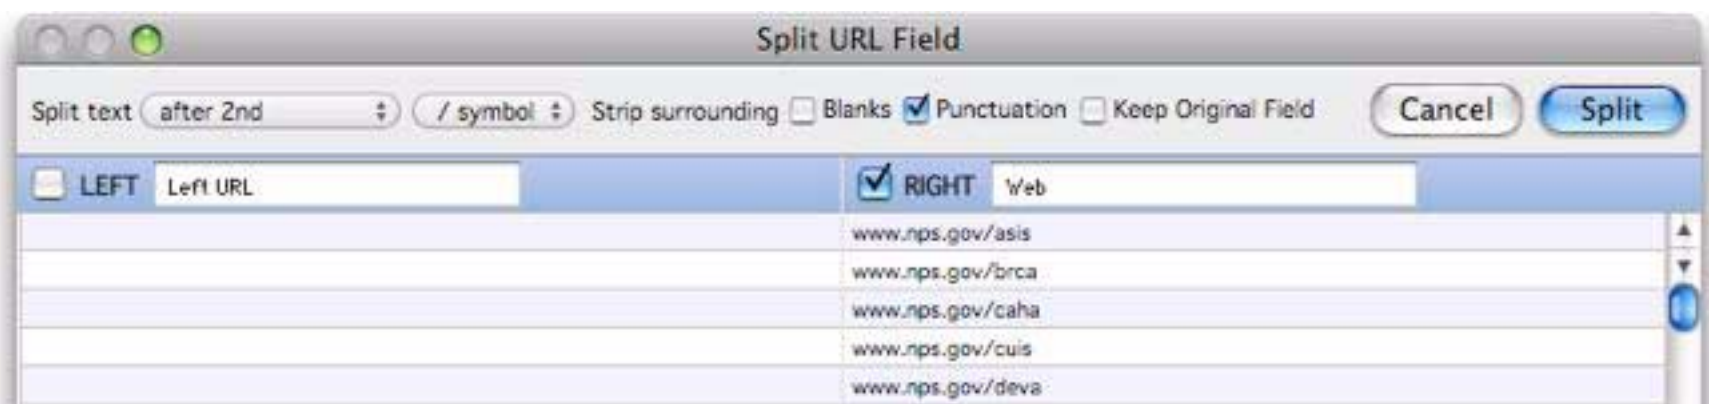 Split URL Field
Split text after 2nd / symbol Strip surrounding Blanks Punctuation Keep Original Field Cancel Split
LEFT Left URL RIGHT Web
www.nps.gov/asis
www.nps.gov/brca
www.nps.gov/caha
www.nps.gov/cuis
www.nps.gov/deva